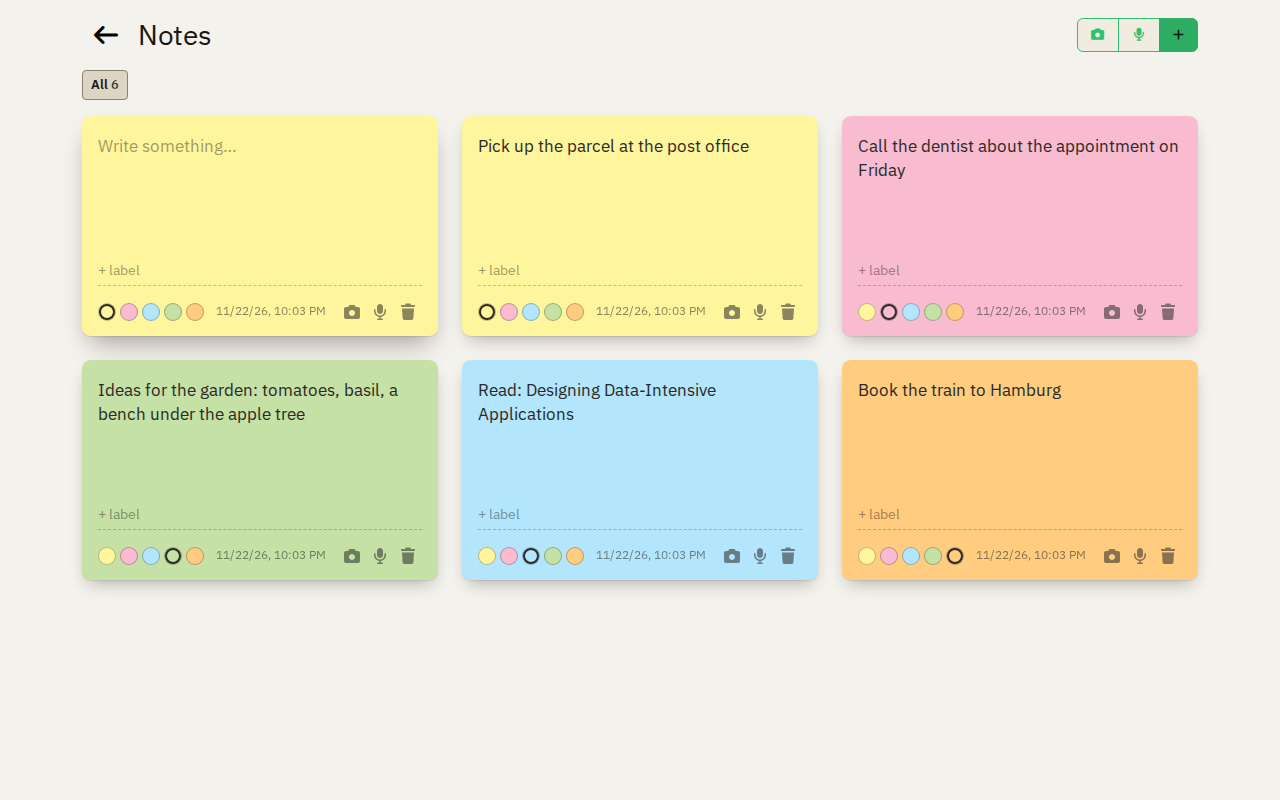 Notes
+
All 6
Write something...
+ label
11/22/26, 10:03 PM
Pick up the parcel at the post office
+ label
11/22/26, 10:03 PM
Call the dentist about the appointment on
Friday
+ label
11/22/26, 10:03 PM
Ideas for the garden: tomatoes, basil, a
bench under the apple tree
+ label
11/22/26, 10:03 PM
Read: Designing Data-Intensive
Applications
+ label
11/22/26, 10:03 PM
Book the train to Hamburg
+ label
11/22/26, 10:03 PM